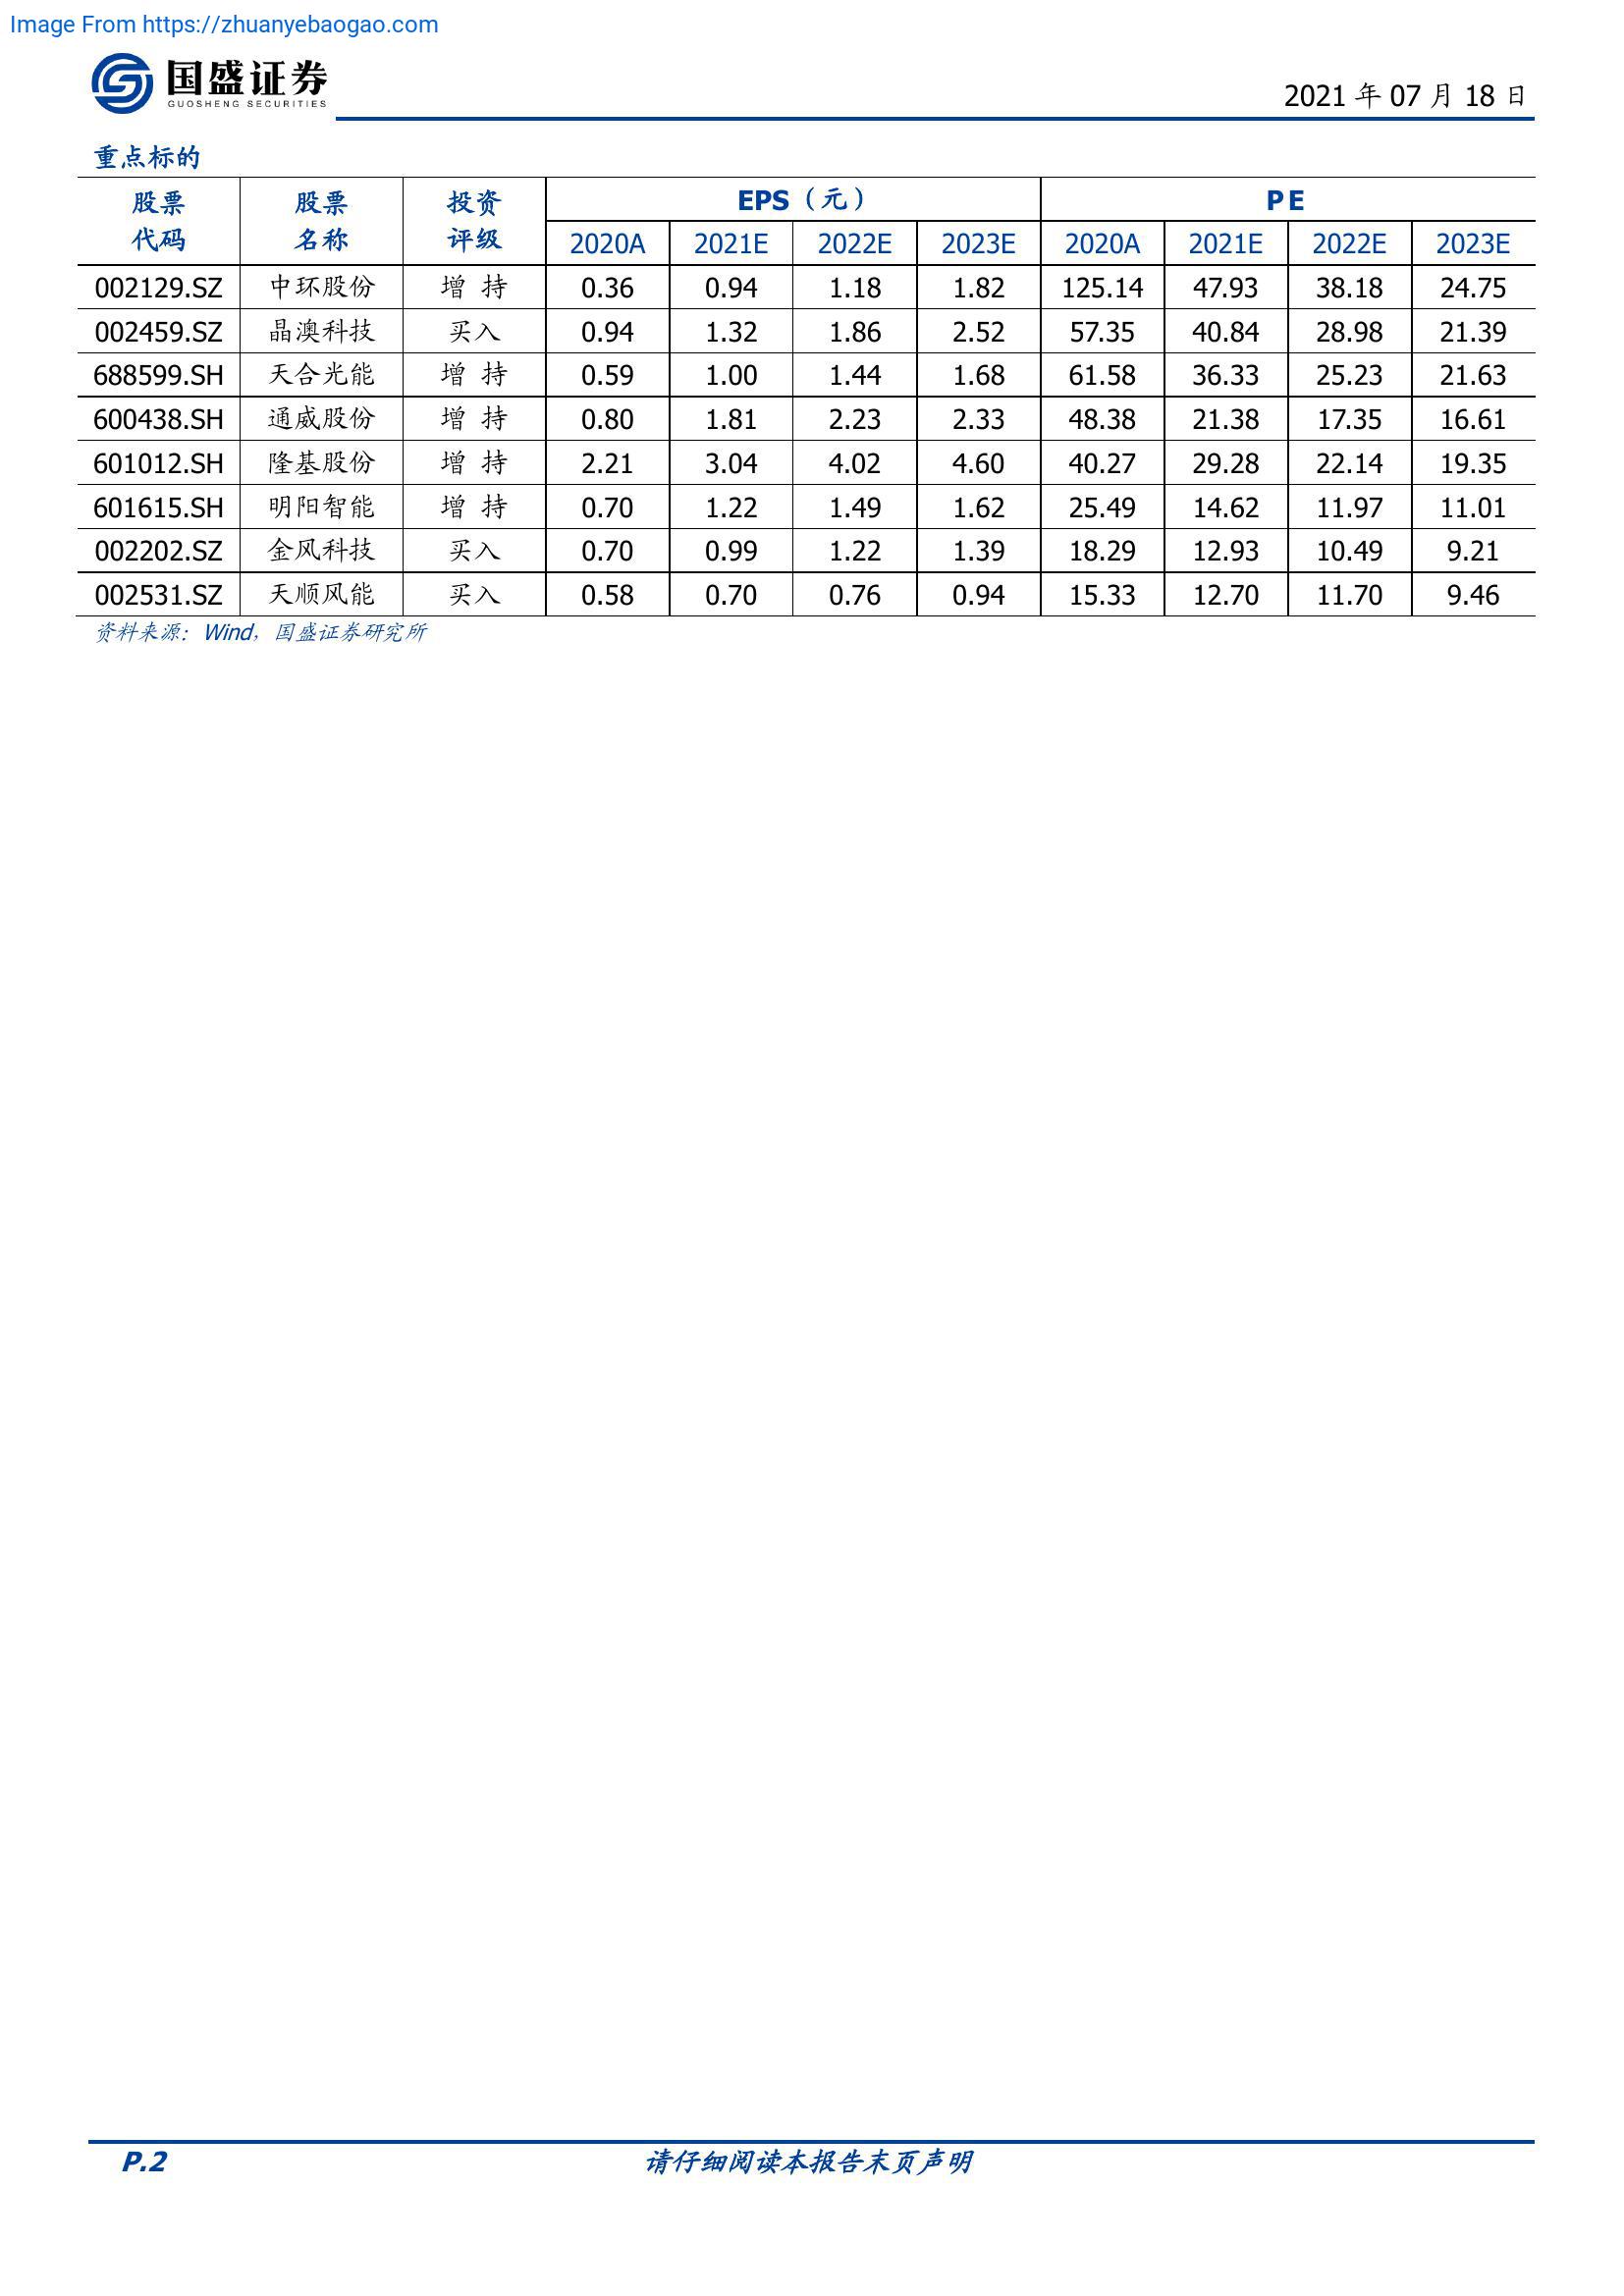 Image From https://zhuanyebaogao.com
国盛证券
GUOSHENG SECURITIES
2021 年 07 月 18 日
重点标的
股票 股票 投资 EPS（元） PE
代码 名称 评级 2020A 2021E 2022E 2023E 2020A 2021E 2022E 2023E
002129.SZ 中环股份 增 持 0.36 0.94 1.18 1.82 125.14 47.93 38.18 24.75
002459.SZ 晶澳科技 买入 0.94 1.32 1.86 2.52 57.35 40.84 28.98 21.39
688599.SH 天合光能 增 持 0.59 1.00 1.44 1.68 61.58 36.33 25.23 21.63
600438.SH 通威股份 增 持 0.80 1.81 2.23 2.33 48.38 21.38 17.35 16.61
601012.SH 隆基股份 增 持 2.21 3.04 4.02 4.60 40.27 29.28 22.14 19.35
601615.SH 明阳智能 增 持 0.70 1.22 1.49 1.62 25.49 14.62 11.97 11.01
002202.SZ 金风科技 买入 0.70 0.99 1.22 1.39 18.29 12.93 10.49 9.21
002531.SZ 天顺风能 买入 0.58 0.70 0.76 0.94 15.33 12.70 11.70 9.46
资料来源：Wind，国盛证券研究所
P.2 请仔细阅读本报告末页声明